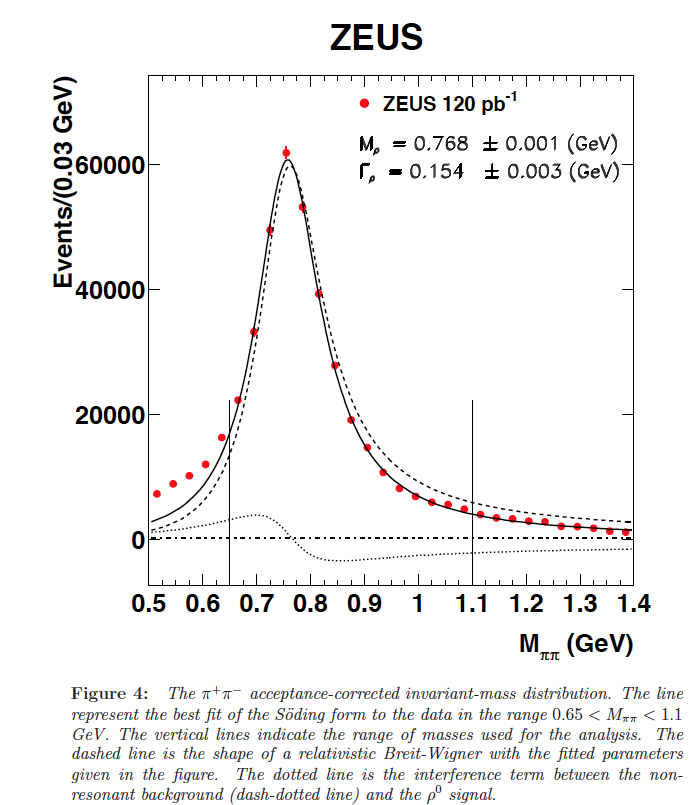 ZEUS
Events/(0.03 GeV)
ZEUS 120 pb⁻¹
Mρ = 0.768 ± 0.001 (GeV)
Γρ = 0.154 ± 0.003 (GeV)
60000
40000
20000
0
0.5 0.6 0.7 0.8 0.9 1 1.1 1.2 1.3 1.4
Mππ (GeV)
Figure 4: The π⁺π⁻ acceptance-corrected invariant-mass distribution. The line
represent the best fit of the Söding form to the data in the range 0.65 < Mππ < 1.1
GeV. The vertical lines indicate the range of masses used for the analysis. The
dashed line is the shape of a relativistic Breit-Wigner with the fitted parameters
given in the figure. The dotted line is the interference term between the non-
resonant background (dash-dotted line) and the ρ⁰ signal.